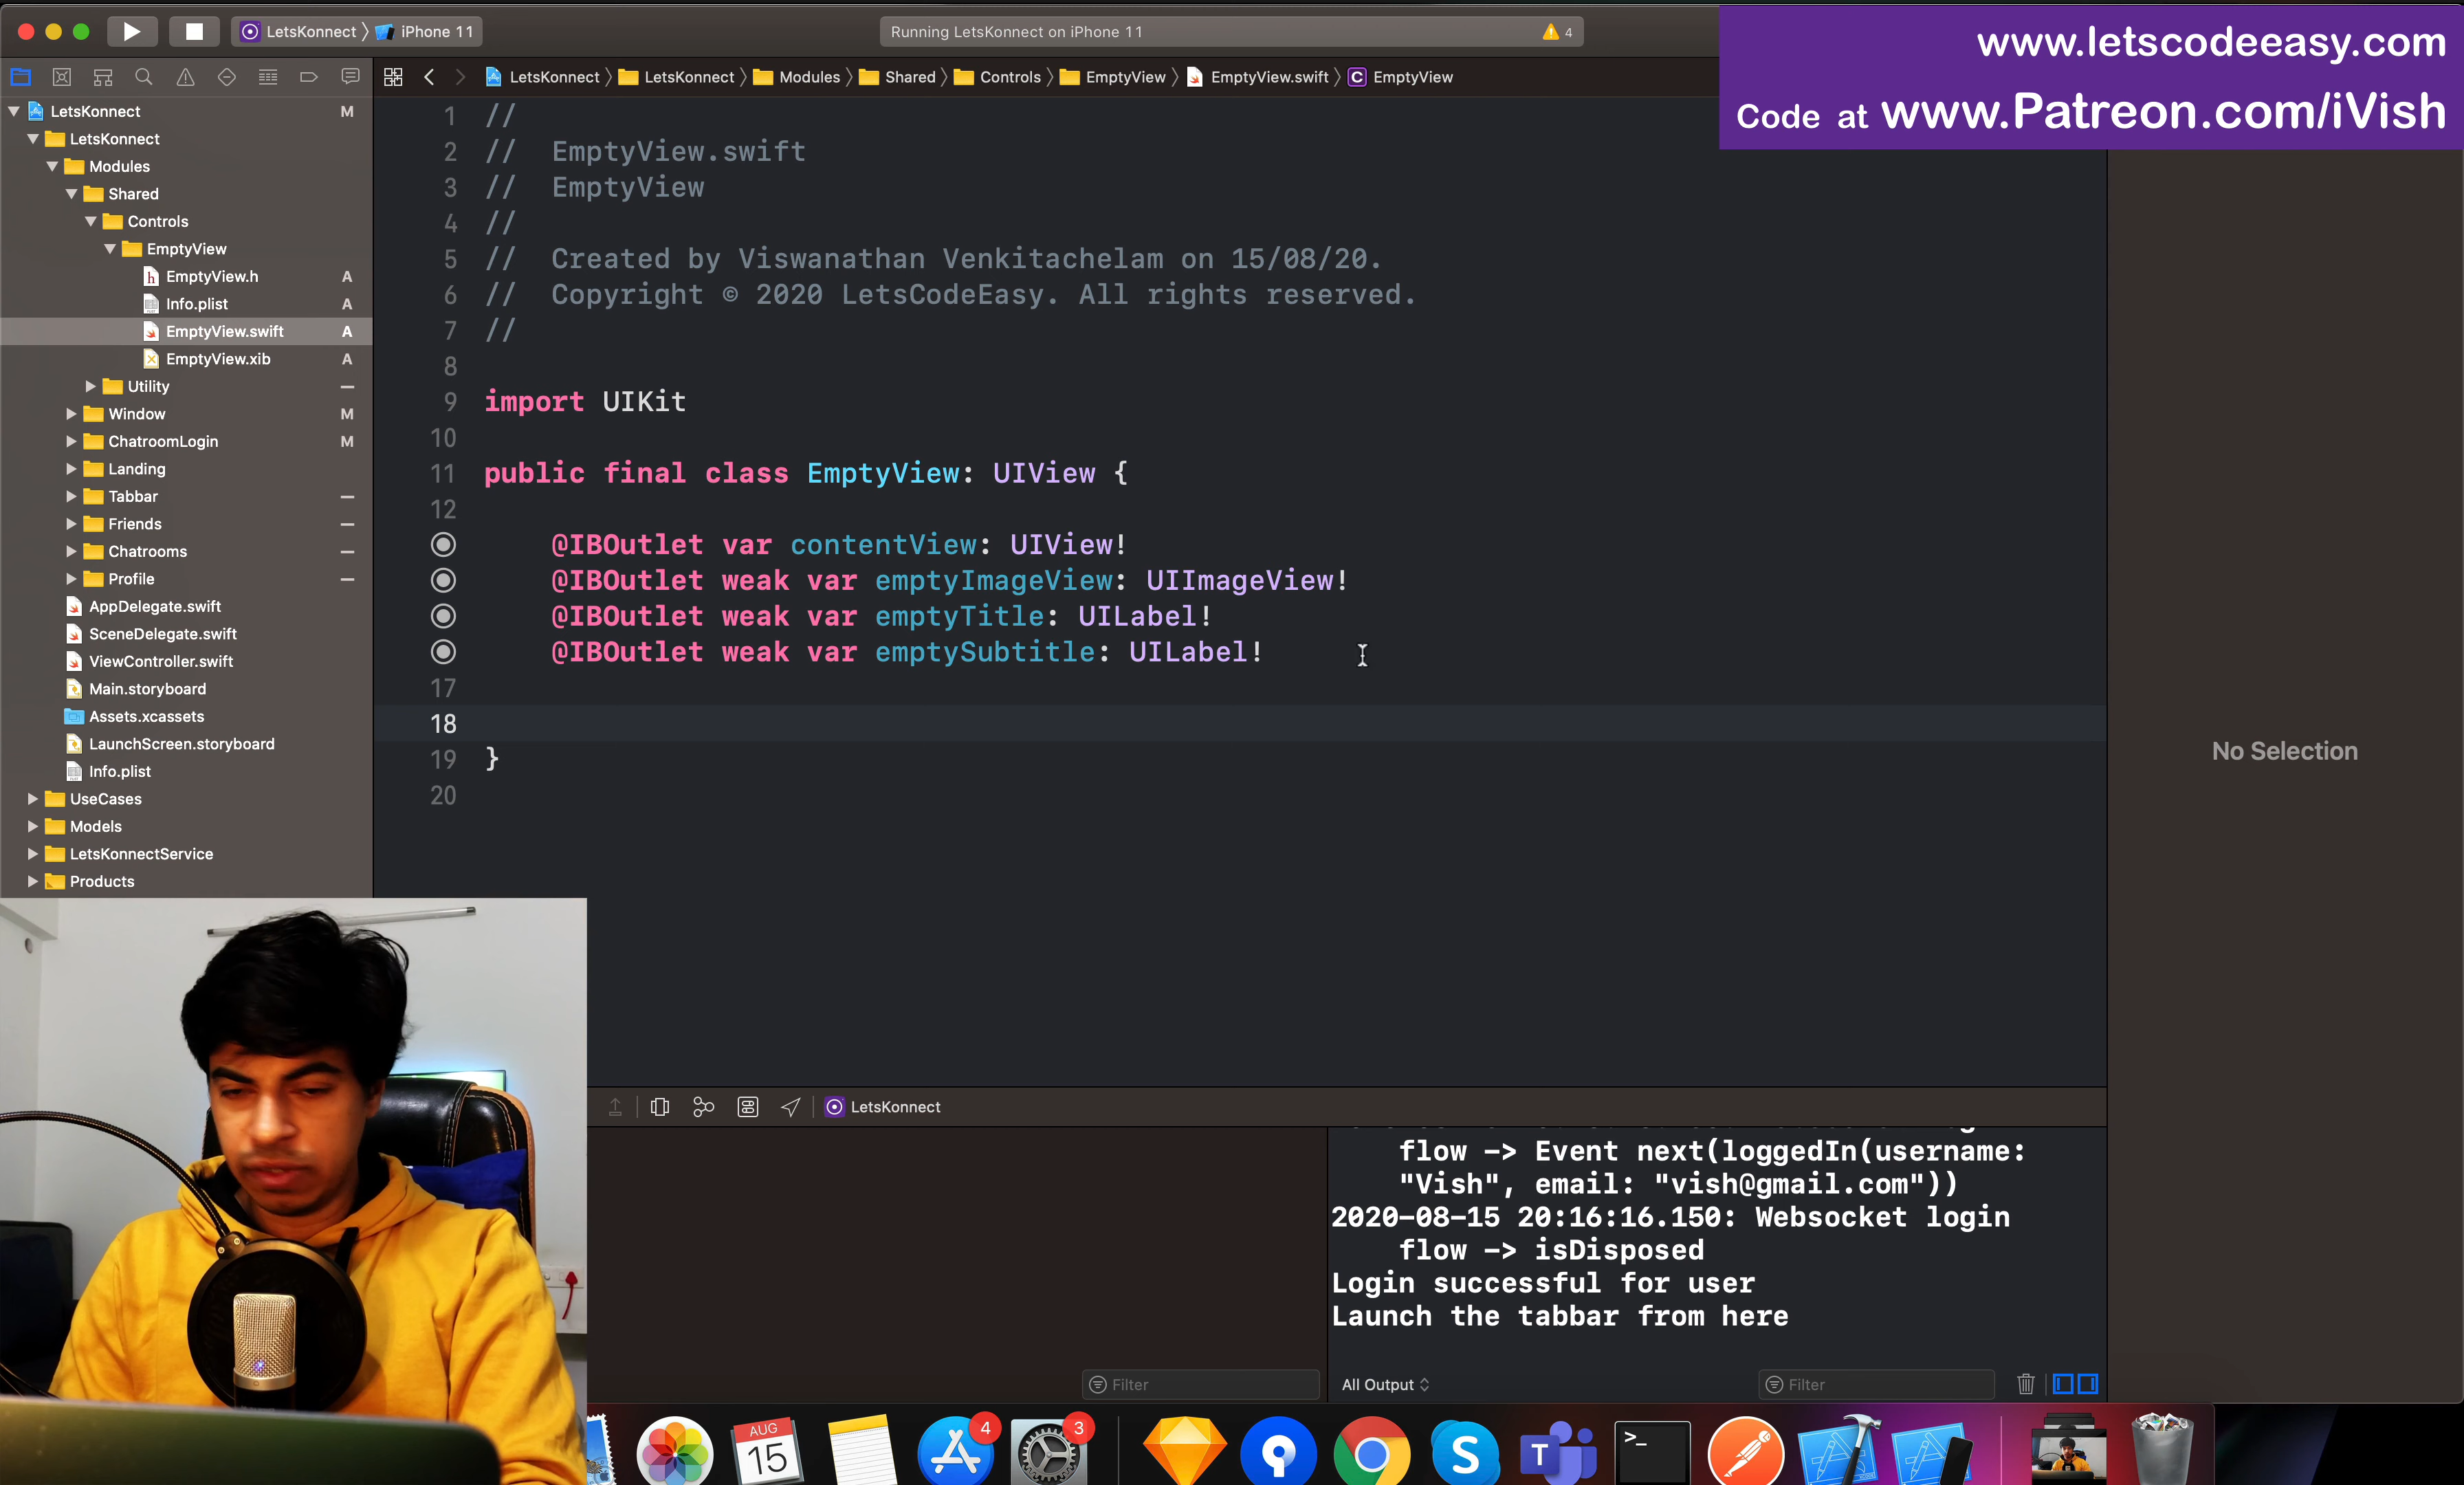 LetsKonnect
iPhone 11
Running LetsKonnect on iPhone 11
4
www.letscodeeasy.com
Code at www.Patreon.com/iVish
LetsKonnect
LetsKonnect
Modules
Shared
Controls
EmptyView
EmptyView.swift
C EmptyView
LetsKonnect M
LetsKonnect
Modules
Shared
Controls
EmptyView
h EmptyView.h A
Info.plist A
EmptyView.swift A
EmptyView.xib A
Utility
Window M
ChatroomLogin M
Landing
Tabbar
Friends
Chatrooms
Profile
AppDelegate.swift
SceneDelegate.swift
ViewController.swift
Main.storyboard
Assets.xcassets
LaunchScreen.storyboard
Info.plist
UseCases
Models
LetsKonnectService
Products
1 //
2 // EmptyView.swift
3 // EmptyView
4 //
5 // Created by Viswanathan Venkitachelam on 15/08/20.
6 // Copyright © 2020 LetsCodeEasy. All rights reserved.
7 //
8
9 import UIKit
10
11 public final class EmptyView: UIView {
12
@IBOutlet var contentView: UIView!
@IBOutlet weak var emptyImageView: UIImageView!
@IBOutlet weak var emptyTitle: UILabel!
@IBOutlet weak var emptySubtitle: UILabel!
17
18
19 }
20
No Selection
LetsKonnect
flow -> Event next(loggedIn(username:
"Vish", email: "vish@gmail.com"))
2020-08-15 20:16:16.150: Websocket login
flow -> isDisposed
Login successful for user
Launch the tabbar from here
Filter
All Output
Filter
AUG
15
4
3
S
T
>_